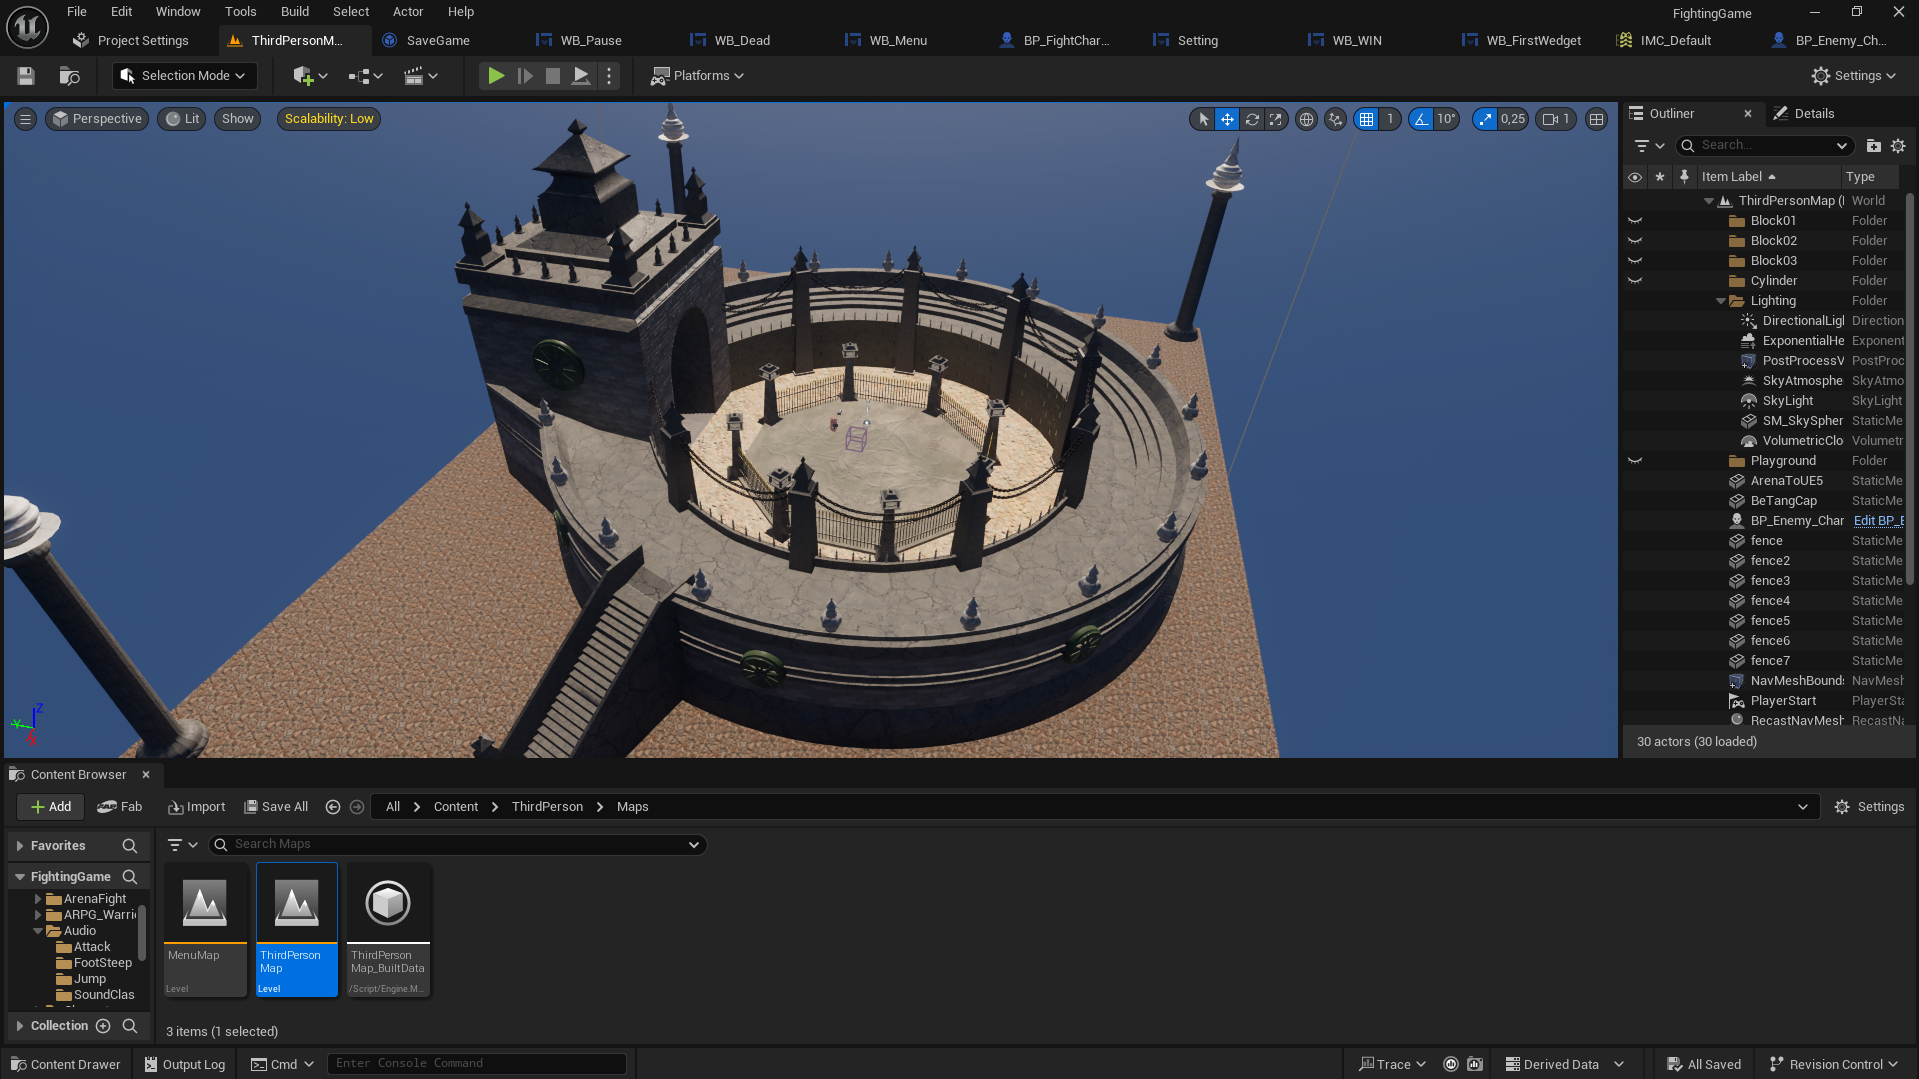 File Edit Window Tools Build Select Actor Help
FightingGame
Project Settings
ThirdPersonM...
SaveGame
WB_Pause
WB_Dead
WB_Menu
BP_FightChar...
Setting
WB_WIN
WB_FirstWedget
IMC_Default
BP_Enemy_Ch...
Selection Mode
Platforms
Settings
Perspective
Lit
Show
Scalability: Low
1
10°
0,25
1
Outliner
Details
Search...
Item Label
Type
ThirdPersonMap (
World
Block01 Folder
Block02 Folder
Block03 Folder
Cylinder Folder
Lighting Folder
DirectionalLigl Direction
ExponentialHe Exponent
PostProcessV PostProc
SkyAtmosphe SkyAtmo
SkyLight SkyLight
SM_SkySpher StaticMe
VolumetricClo Volumetr
Playground Folder
ArenaToUE5 StaticMe
BeTangCap StaticMe
BP_Enemy_Char Edit BP_E
fence StaticMe
fence2 StaticMe
fence3 StaticMe
fence4 StaticMe
fence5 StaticMe
fence6 StaticMe
fence7 StaticMe
NavMeshBounds NavMesh
PlayerStart PlayerSta
RecastNavMesh RecastNa
30 actors (30 loaded)
Z
Y
X
Content Browser
Add
Fab
Import
Save All
All > Content > ThirdPerson > Maps
Settings
Favorites
Search Maps
FightingGame
ArenaFight
ARPG_Warri
Audio
Attack
FootSteep
Jump
SoundClas
Collection
MenuMap
Level
ThirdPerson
Map
Level
ThirdPerson
Map_BuiltData
/Script/Engine.M...
3 items (1 selected)
Content Drawer
Output Log
Cmd
Enter Console Command
Trace
Derived Data
All Saved
Revision Control